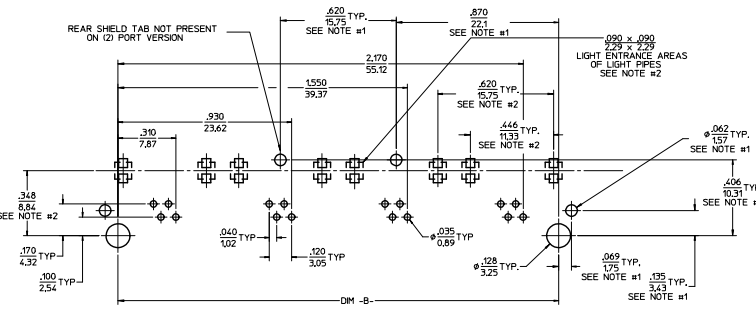 REAR SHIELD TAB NOT PRESENT
ON (2) PORT VERSION
.620 TYP.
15,75
SEE NOTE #1
.870
22,1
SEE NOTE #1
.090 x .090
2,29 x 2,29
LIGHT ENTRANCE AREAS
OF LIGHT PIPES
SEE NOTE #2
2,170
55,12
1,550
39,37
.620 TYP.
15,75
SEE NOTE #2
.930
23,62
.446 TYP.
11,33
SEE NOTE #2
.310
7,87
ø.062 TYP.
1,57
SEE NOTE #1
.348
8,84
SEE NOTE #2
.406 TYP
10,31
SEE NOTE #
.040
1,02
ø.035 TYP
0,89
.170 TYP
4,32
.120 TYP
3,05
ø.128 TYP.
3,25
.069 TYP.
1,75
SEE NOTE #1
.100 TYP
2,54
.135 TYP.
3,43
SEE NOTE #1
DIM -B-